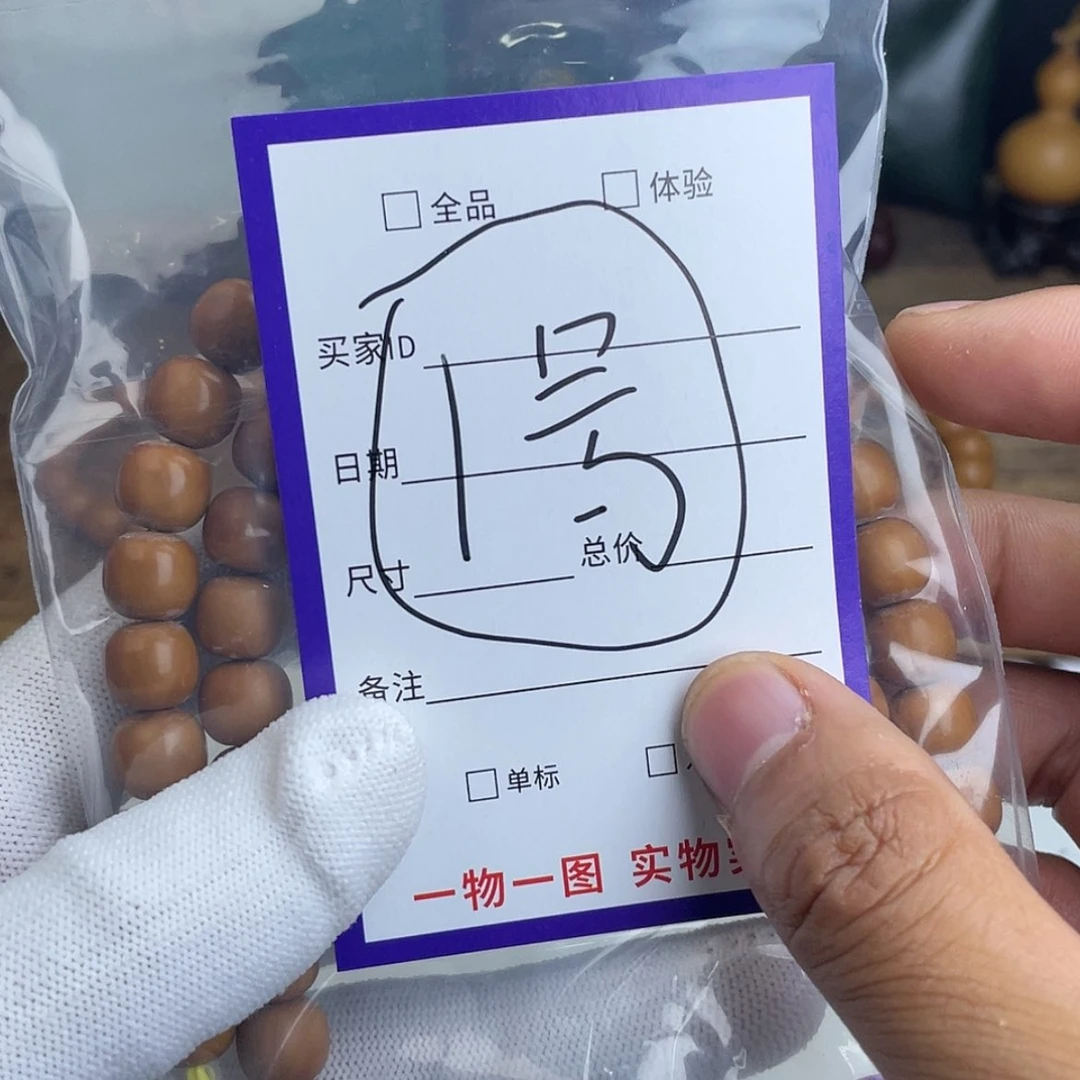 □ 全品 □ 体验
买家ID
1号
日期
尺寸 总价
备注
□ 单标 □
一物一图 实物